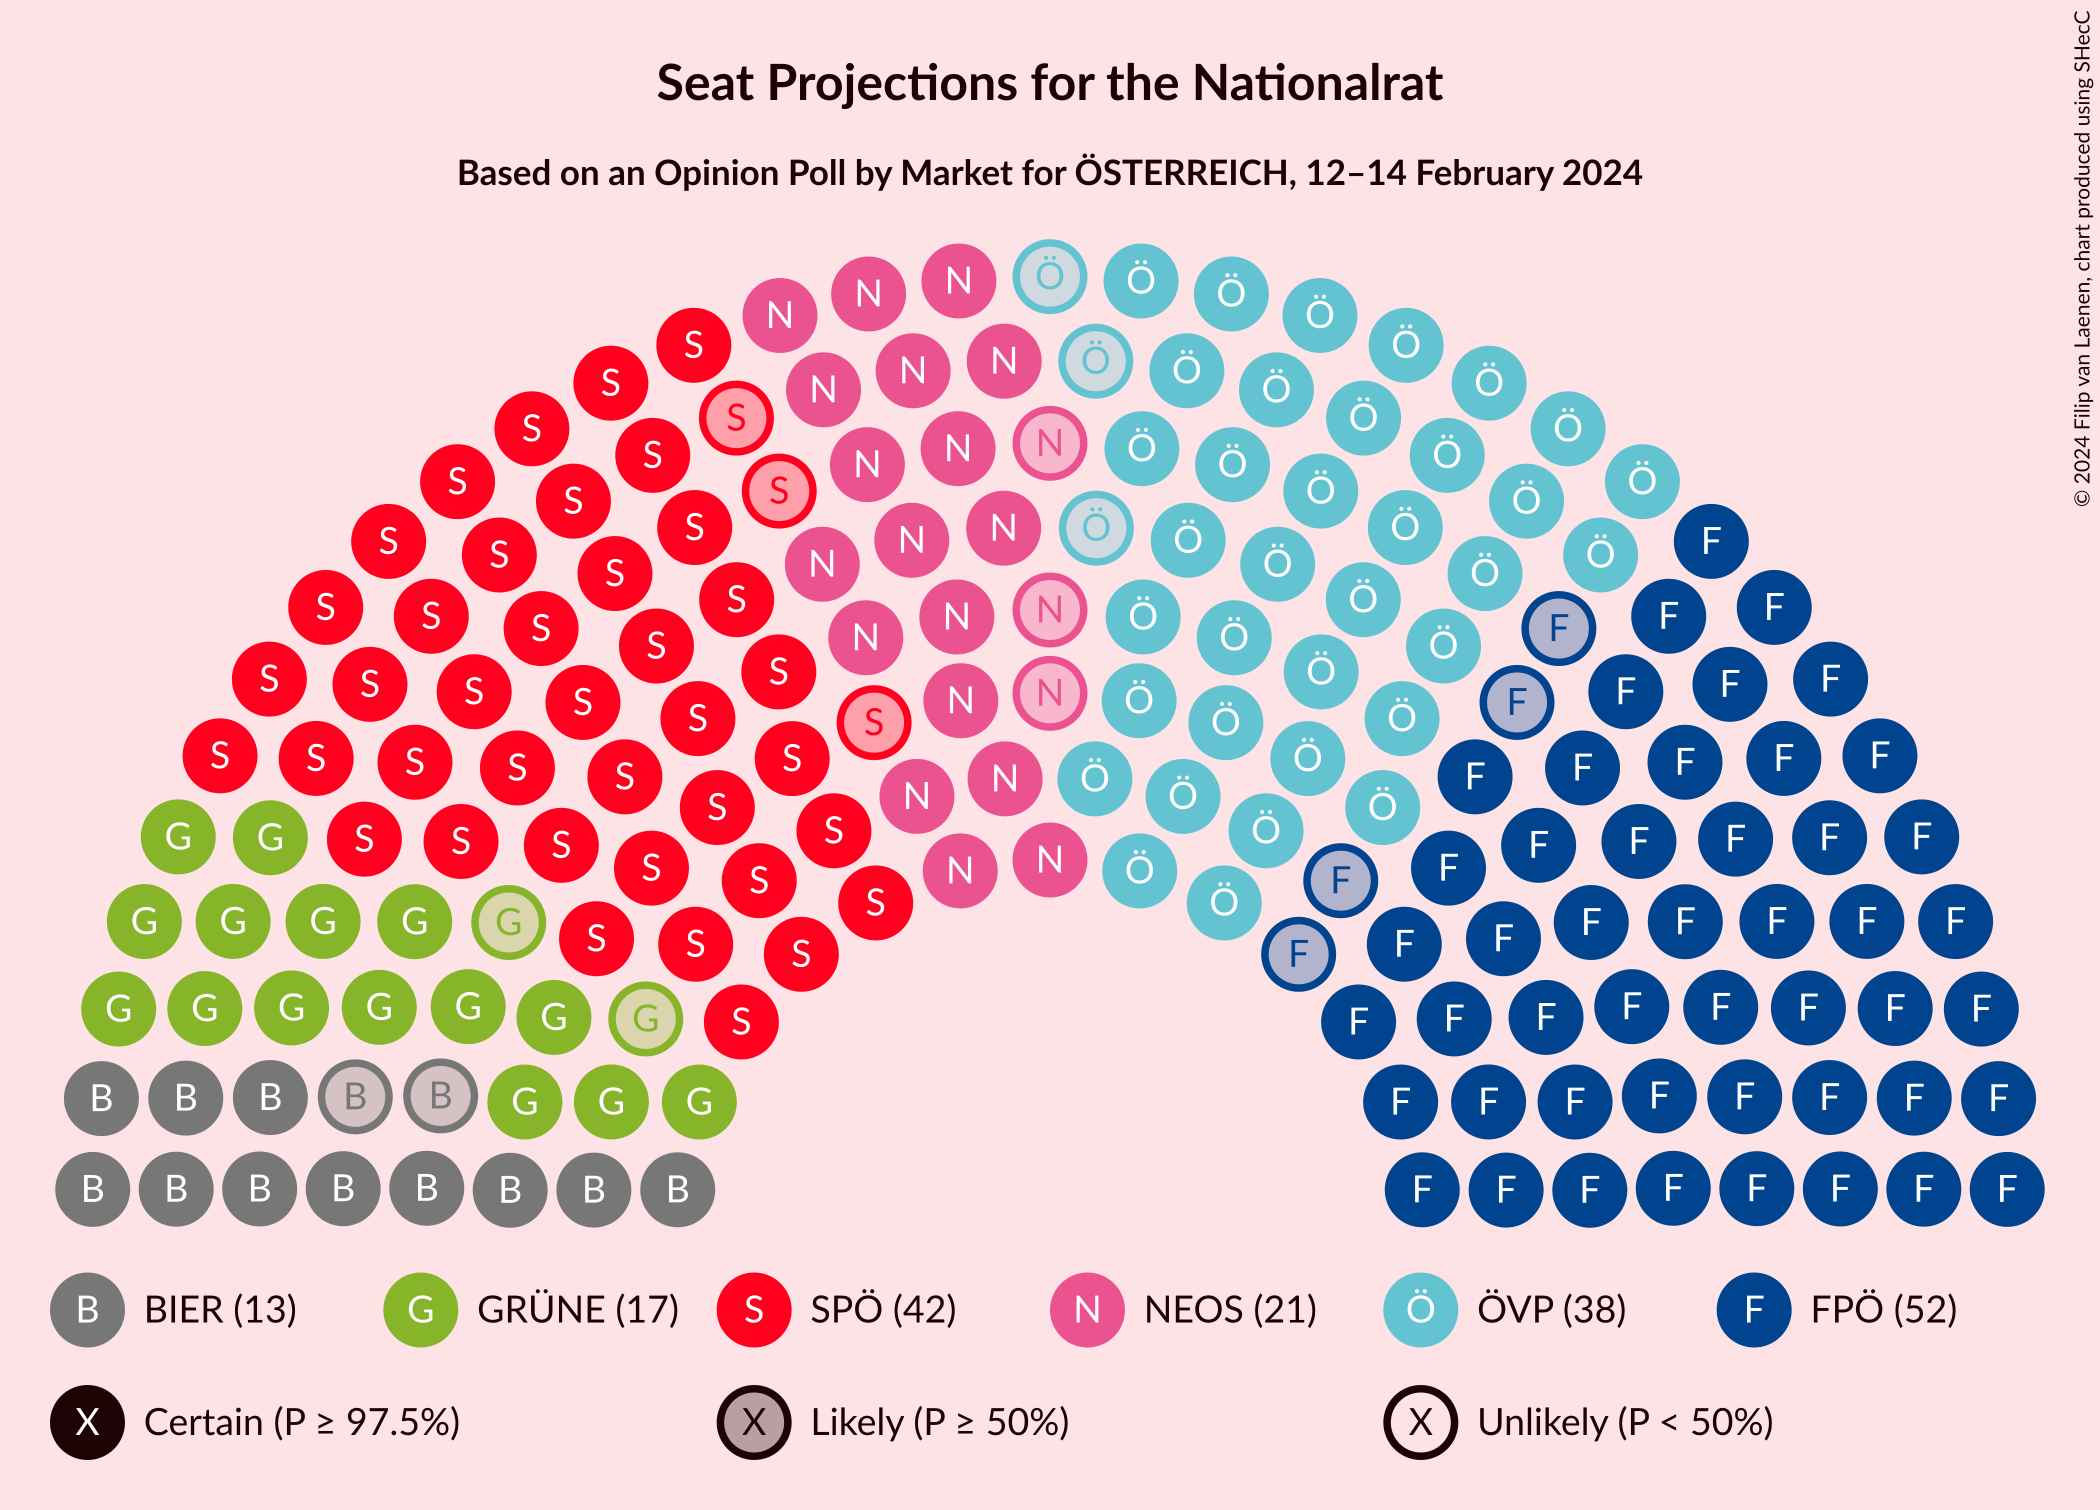 Seat Projections for the Nationalrat
Based on an Opinion Poll by Market for ÖSTERREICH, 12–14 February 2024
© 2024 Filip van Laenen, chart produced using SHecC
Ö
N N Ö Ö
N Ö
S N Ö
S N N Ö Ö Ö
S N Ö Ö
S S N Ö Ö
S N N Ö Ö
S S N Ö Ö Ö
S S N Ö Ö
S S S N N Ö Ö Ö F
S S N Ö Ö Ö
S S S N N Ö Ö Ö F F
S S S N Ö Ö F F
S S S S S N N Ö Ö Ö F F F F
S S S S S Ö Ö F F F
S S S S S N N Ö Ö Ö F F F F F
G G S S S S Ö F F F F F
S S N N Ö F F
G G G G G S S S Ö F F F F F F F
S F
G G G G G G G S F F F F F F F F
B B B B B G G G F F F F F F F F
B B B B B B B B F F F F F F F F
B BIER (13) G GRÜNE (17) S SPÖ (42) N NEOS (21) Ö ÖVP (38) F FPÖ (52)
X Certain (P ≥ 97.5%) X Likely (P ≥ 50%) X Unlikely (P < 50%)